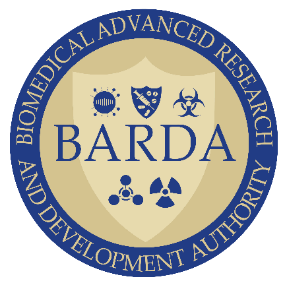 BIOMEDICAL ADVANCED RESEARCH
BARDA
AND DEVELOPMENT AUTHORITY